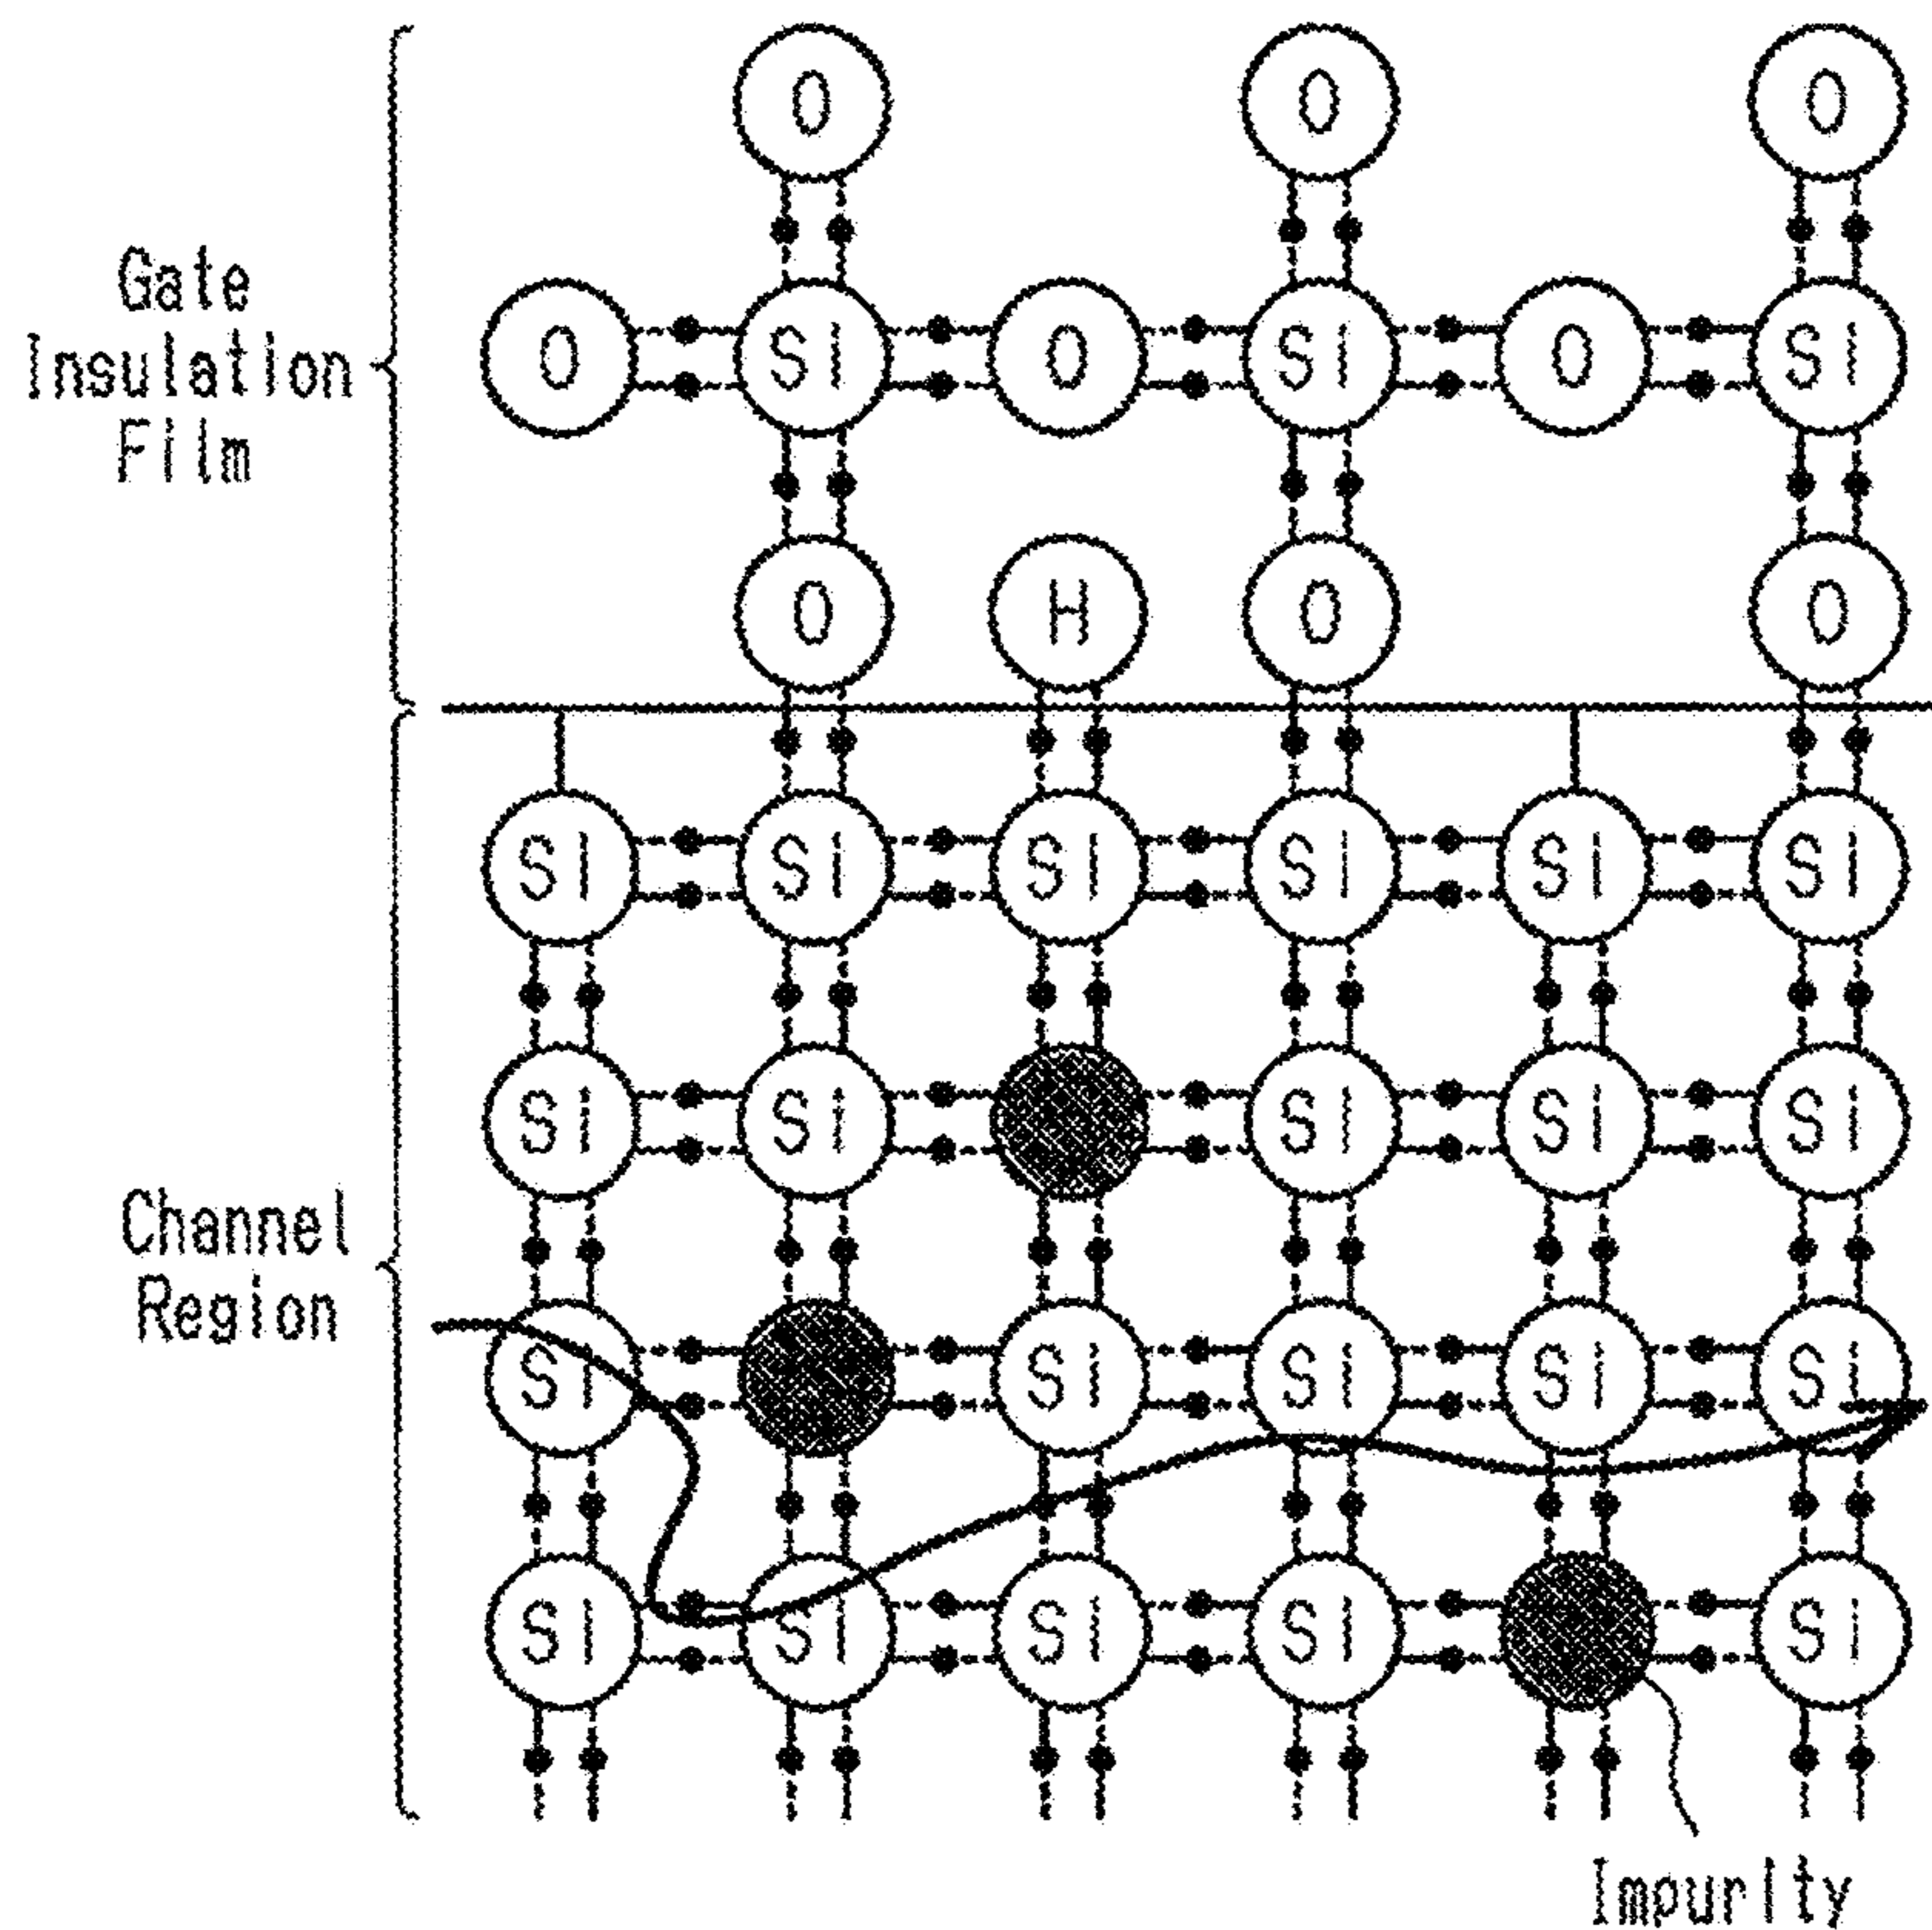 O O O
Gate
Insulation
Film
O Si O Si O Si
O H O O
Si Si Si Si Si Si
Si Si Si Si Si
Channel
Region
Si Si Si Si Si
Si Si Si Si Si
Impurity